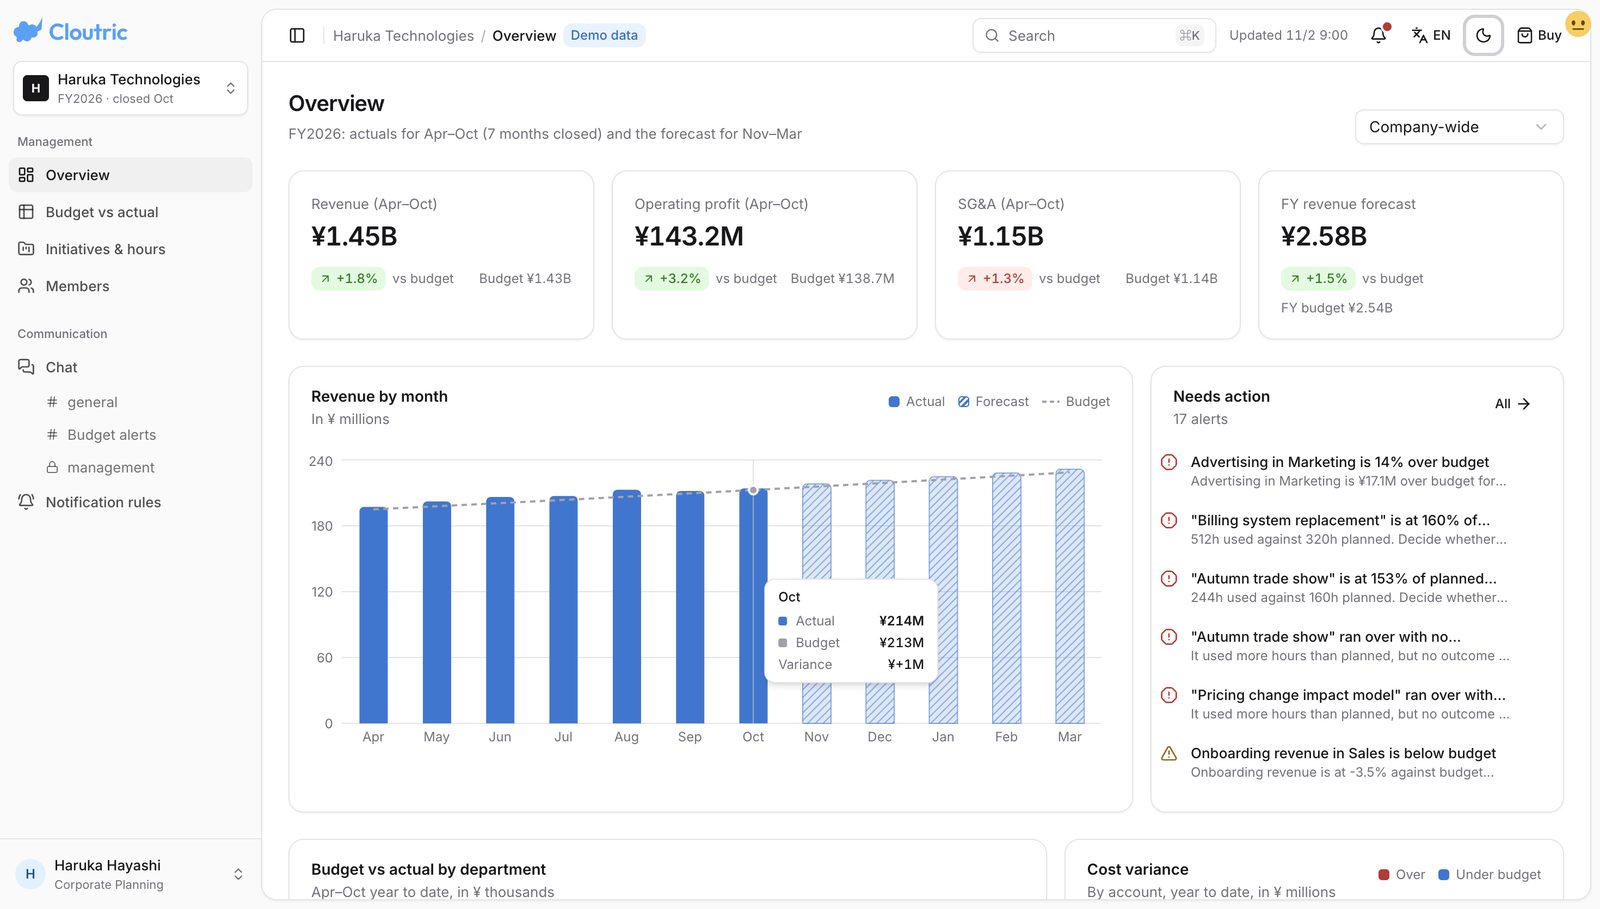 Cloutric
H
Haruka Technologies
FY2026 · closed Oct
Management
Overview
Budget vs actual
Initiatives & hours
Members
Communication
Chat
# general
# Budget alerts
management
Notification rules
H
Haruka Hayashi
Corporate Planning
Haruka Technologies / Overview Demo data
Search ⌘K
Updated 11/2 9:00
EN
Buy
Overview
FY2026: actuals for Apr–Oct (7 months closed) and the forecast for Nov–Mar
Company-wide
Revenue (Apr–Oct)
¥1.45B
+1.8% vs budget Budget ¥1.43B
Operating profit (Apr–Oct)
¥143.2M
+3.2% vs budget Budget ¥138.7M
SG&A (Apr–Oct)
¥1.15B
+1.3% vs budget Budget ¥1.14B
FY revenue forecast
¥2.58B
+1.5% vs budget
FY budget ¥2.54B
Revenue by month
In ¥ millions
Actual Forecast Budget
240
180
120
60
0
Apr May Jun Jul Aug Sep Oct Nov Dec Jan Feb Mar
Oct
Actual ¥214M
Budget ¥213M
Variance ¥+1M
Needs action
17 alerts
All
Advertising in Marketing is 14% over budget
Advertising in Marketing is ¥17.1M over budget for...
"Billing system replacement" is at 160% of...
512h used against 320h planned. Decide whether...
"Autumn trade show" is at 153% of planned...
244h used against 160h planned. Decide whether...
"Autumn trade show" ran over with no...
It used more hours than planned, but no outcome ...
"Pricing change impact model" ran over with...
It used more hours than planned, but no outcome ...
Onboarding revenue in Sales is below budget
Onboarding revenue is at -3.5% against budget...
Budget vs actual by department
Apr–Oct year to date, in ¥ thousands
Cost variance
By account, year to date, in ¥ millions
Over Under budget